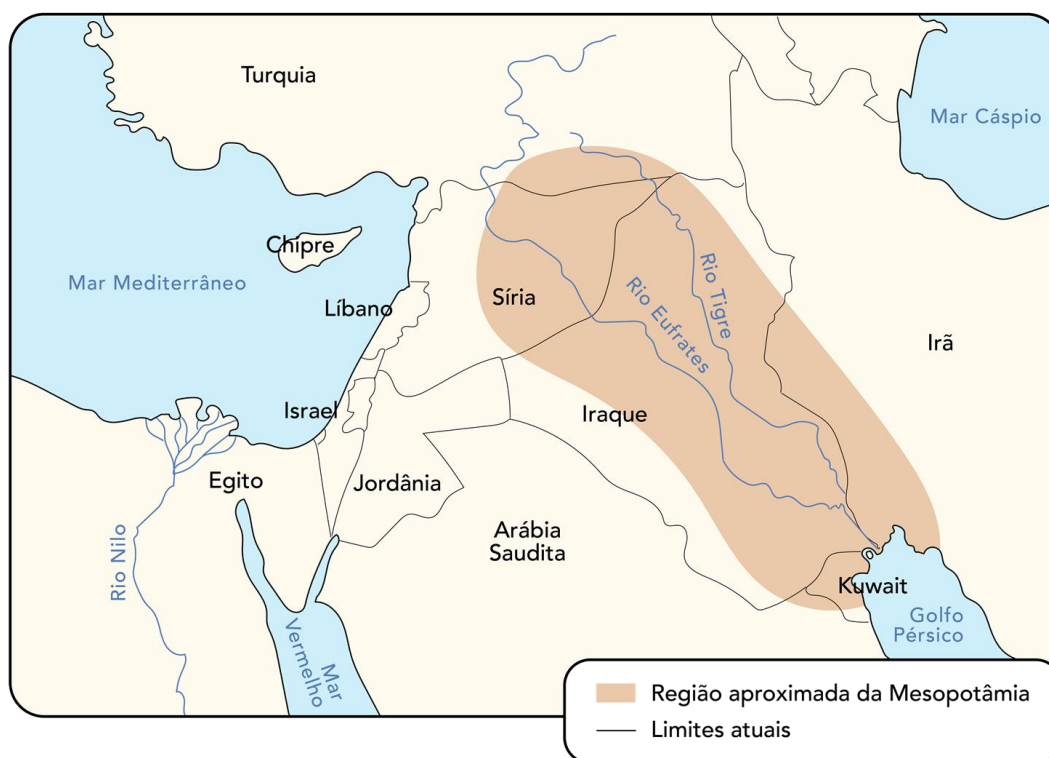 Turquia
Mar Cáspio
Chipre
Mar Mediterrâneo
Líbano
Síria
Rio Tigre
Rio Eufrates
Irã
Israel
Iraque
Egito
Jordânia
Arábia
Saudita
Rio Nilo
Kuwait
Golfo
Pérsico
Mar
Vermelho
Região aproximada da Mesopotâmia
Limites atuais